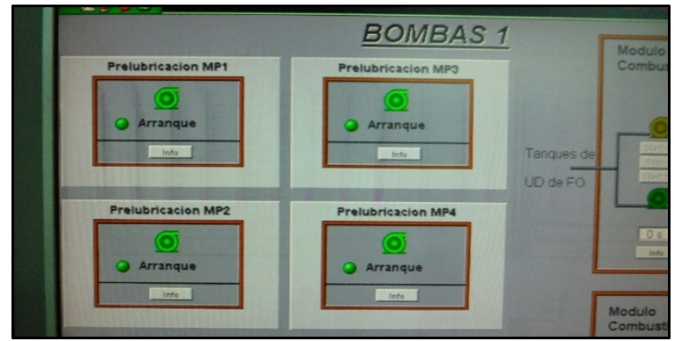 BOMBAS 1
Prelubricacion MP1
Arranque
Info
Prelubricacion MP3
Arranque
Info
Prelubricacion MP2
Arranque
Info
Prelubricacion MP4
Arranque
Info
Modulo
Combus
Tanques de
UD de FO
0 s
Info
Modulo
Combust